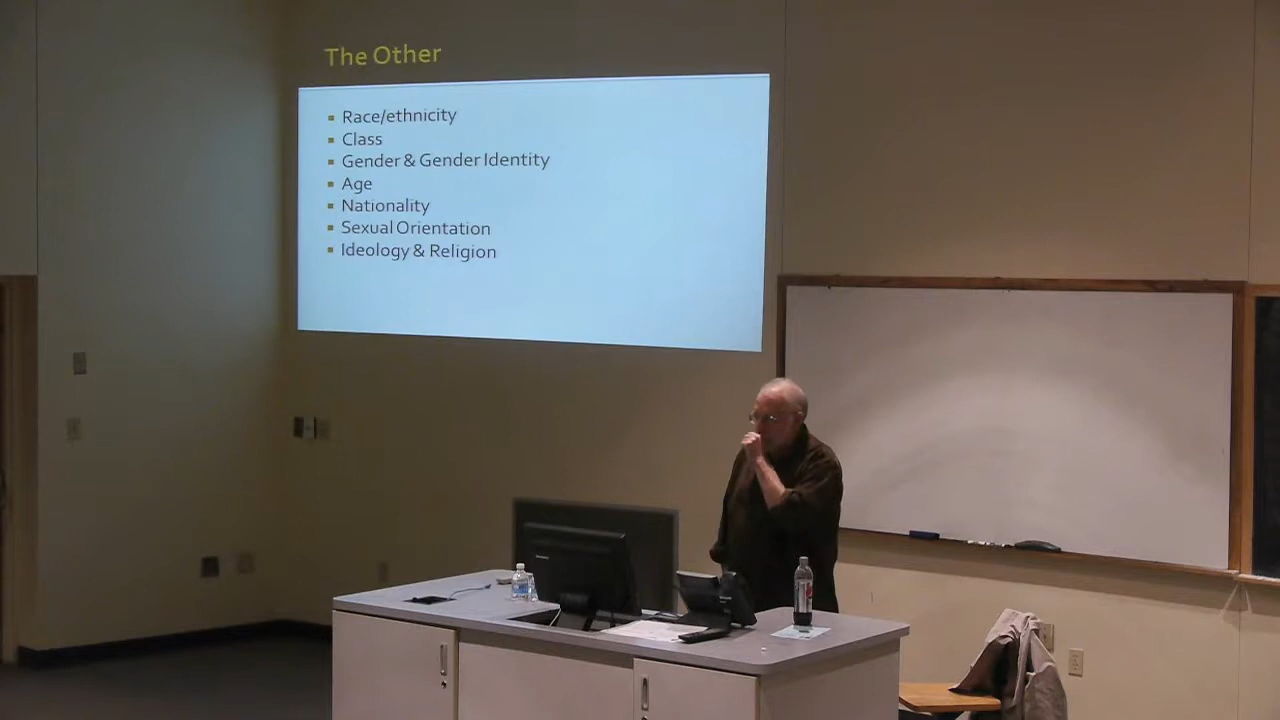 The Other
Race/ethnicity
Class
Gender & Gender Identity
Age
Nationality
Sexual Orientation
Ideology & Religion